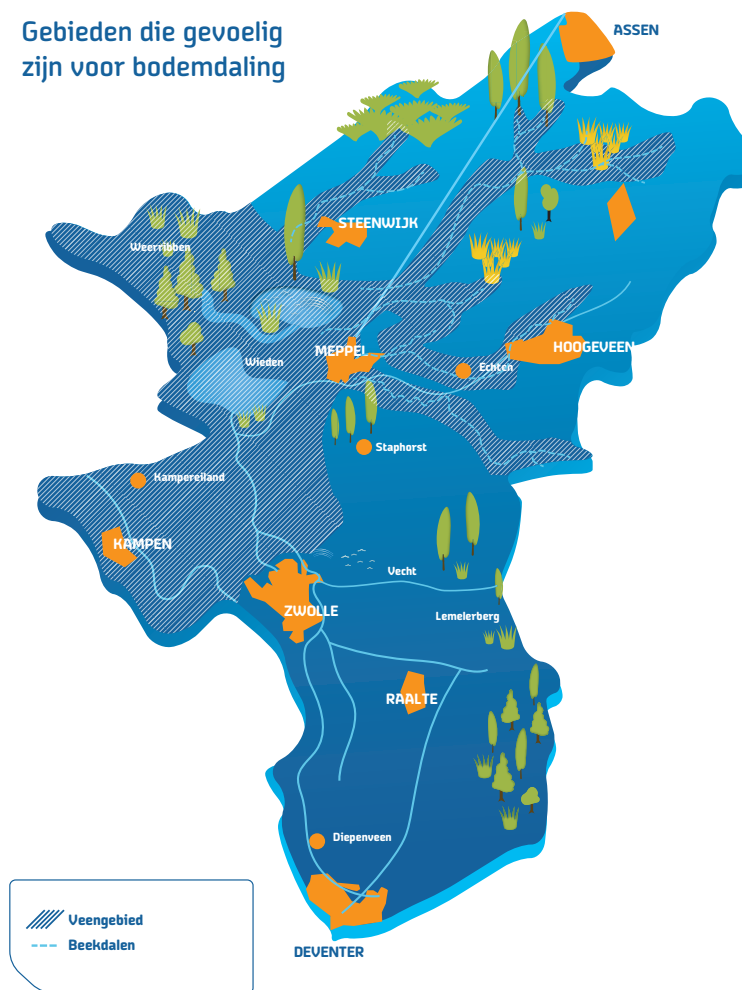 Gebieden die gevoelig
zijn voor bodemdaling
ASSEN
STEENWIJK
Weerribben
MEPPEL
HOOGEVEEN
Wieden
Echten
Staphorst
Kampereiland
KAMPEN
Vecht
ZWOLLE
Lemelerberg
RAALTE
Diepenveen
Veengebied
Beekdalen
DEVENTER